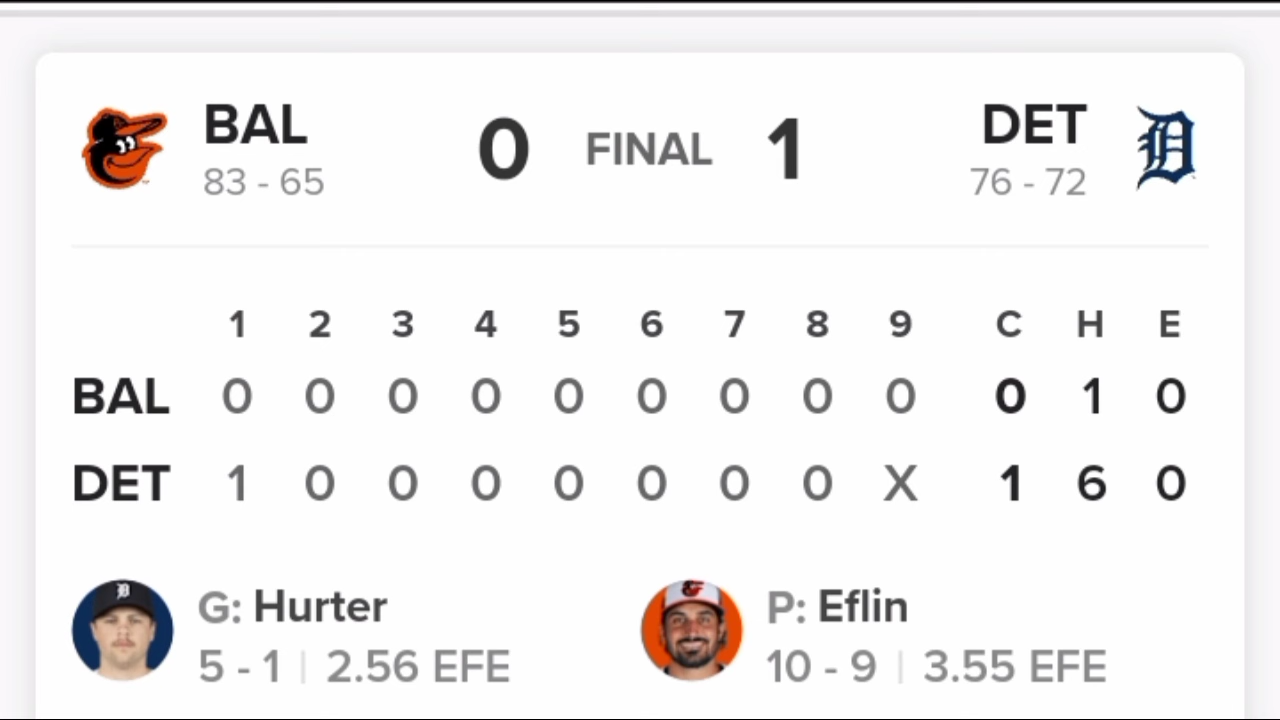 BAL 0 FINAL 1 DET
83 - 65 76 - 72
1 2 3 4 5 6 7 8 9 C H E
BAL 0 0 0 0 0 0 0 0 0 0 1 0
DET 1 0 0 0 0 0 0 0 X 1 6 0
G: Hurter P: Eflin
5 - 1 | 2.56 EFE 10 - 9 | 3.55 EFE